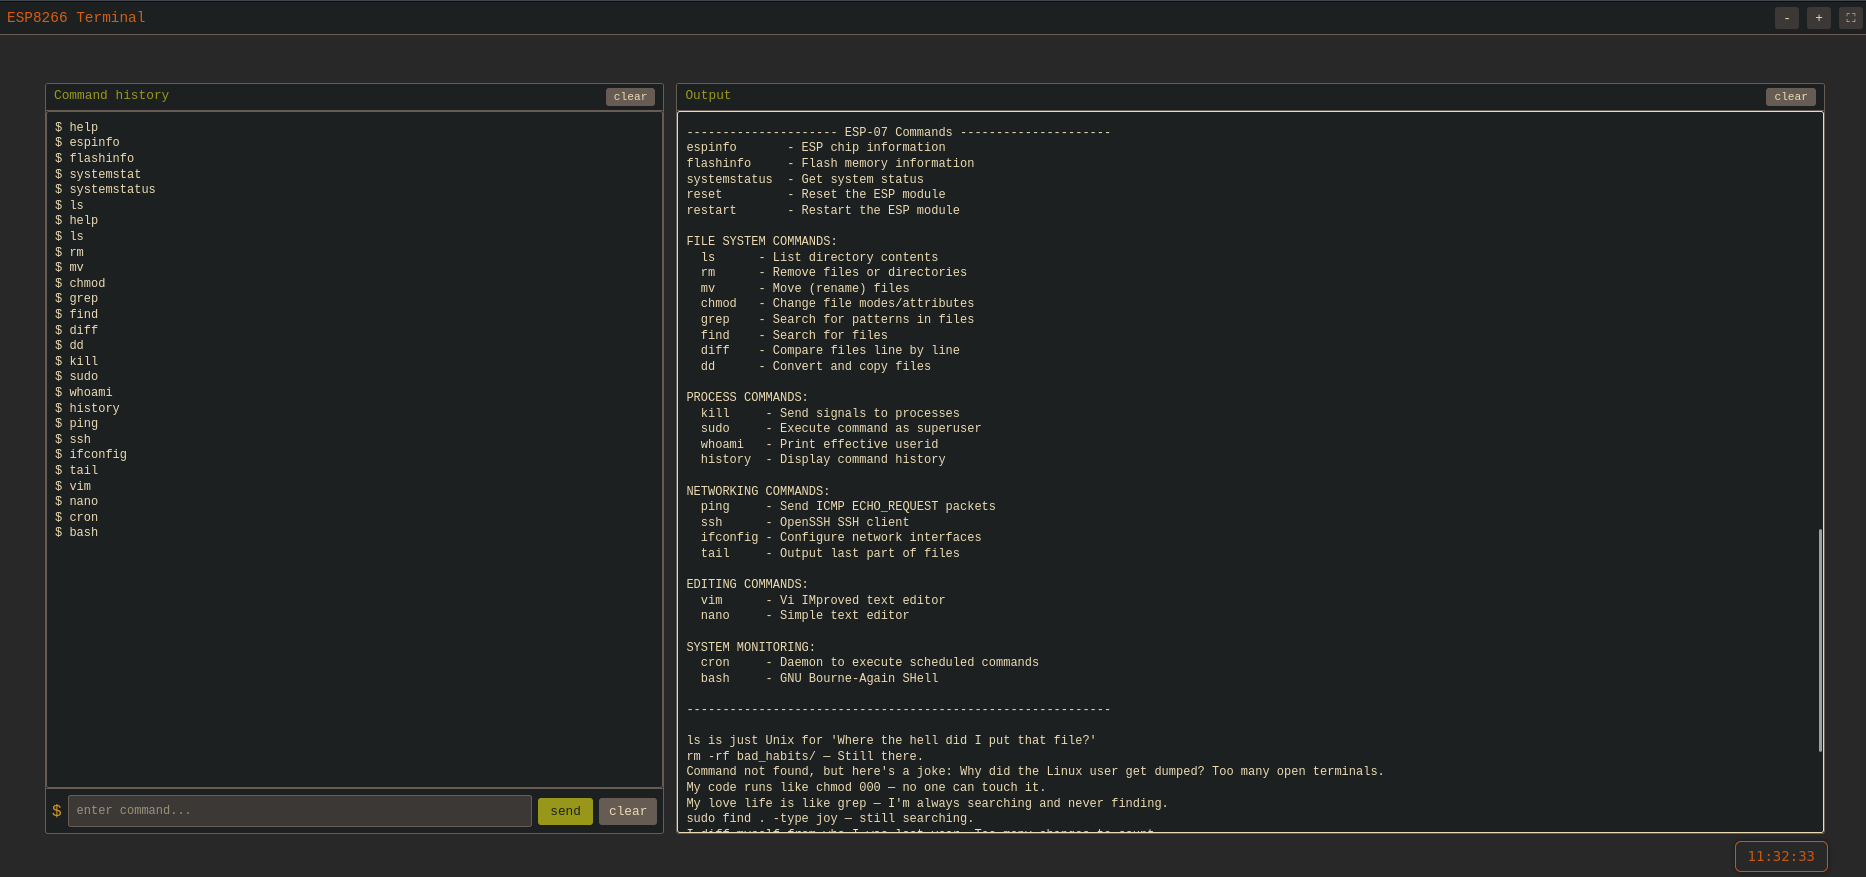 ESP8266 Terminal
- + ⛶
Command history
clear
$ help
$ espinfo
$ flashinfo
$ systemstat
$ systemstatus
$ ls
$ help
$ ls
$ rm
$ mv
$ chmod
$ grep
$ find
$ diff
$ dd
$ kill
$ sudo
$ whoami
$ history
$ ping
$ ssh
$ ifconfig
$ tail
$ vim
$ nano
$ cron
$ bash
$ enter command...
send
clear
Output
clear
--------------------- ESP-07 Commands ---------------------
espinfo       - ESP chip information
flashinfo     - Flash memory information
systemstatus  - Get system status
reset         - Reset the ESP module
restart       - Restart the ESP module
FILE SYSTEM COMMANDS:
  ls      - List directory contents
  rm      - Remove files or directories
  mv      - Move (rename) files
  chmod   - Change file modes/attributes
  grep    - Search for patterns in files
  find    - Search for files
  diff    - Compare files line by line
  dd      - Convert and copy files
PROCESS COMMANDS:
  kill     - Send signals to processes
  sudo     - Execute command as superuser
  whoami   - Print effective userid
  history  - Display command history
NETWORKING COMMANDS:
  ping     - Send ICMP ECHO_REQUEST packets
  ssh      - OpenSSH SSH client
  ifconfig - Configure network interfaces
  tail     - Output last part of files
EDITING COMMANDS:
  vim      - Vi IMproved text editor
  nano     - Simple text editor
SYSTEM MONITORING:
  cron     - Daemon to execute scheduled commands
  bash     - GNU Bourne-Again SHell
-----------------------------------------------------------
ls is just Unix for 'Where the hell did I put that file?'
rm -rf bad_habits/ — Still there.
Command not found, but here's a joke: Why did the Linux user get dumped? Too many open terminals.
My code runs like chmod 000 — no one can touch it.
My love life is like grep — I'm always searching and never finding.
sudo find . -type joy — still searching.
I diff myself from who I was last year. Too many changes to count.
11:32:33